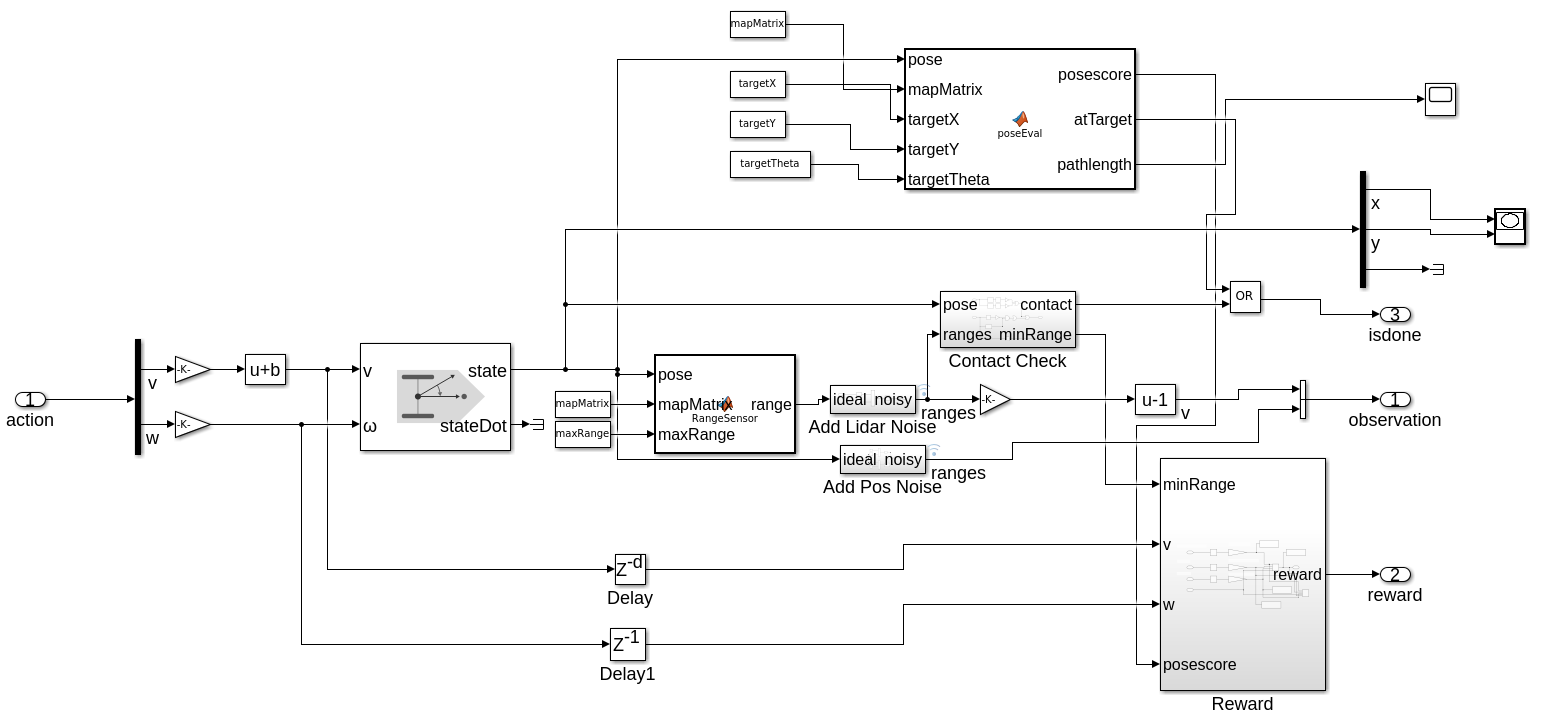 mapMatrix
targetX
targetY
targetTheta
pose
mapMatrix
targetX
targetY
targetTheta
poseEval
posescore
atTarget
pathlength
x
y
OR
3
isdone
1
action
v
w
-K-
-K-
u+b
v
ω
state
stateDot
mapMatrix
maxRange
pose
mapMatrix
maxRange
range
RangeSensor
ideal noisy
Add Lidar Noise
ranges
ideal noisy
Add Pos Noise
ranges
pose
ranges
contact
minRange
Contact Check
-K-
u-1
v
1
observation
Z-d
Delay
Z-1
Delay1
minRange
v
w
posescore
reward
Reward
2
reward